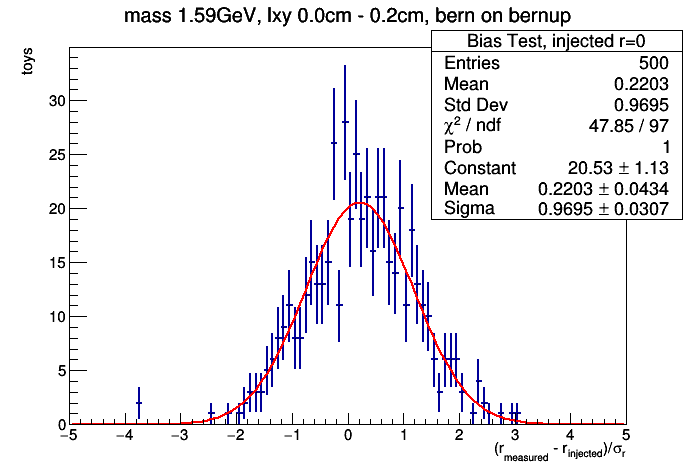 mass 1.59GeV, lxy 0.0cm - 0.2cm, bern on bernup
Bias Test, injected r=0
Entries 500
Mean 0.2203
Std Dev 0.9695
χ² / ndf 47.85 / 97
Prob 1
Constant 20.53 ± 1.13
Mean 0.2203 ± 0.0434
Sigma 0.9695 ± 0.0307
toys
30
25
20
15
10
5
0
−5 −4 −3 −2 −1 0 1 2 3 4 5
(r_measured - r_injected)/σ_r